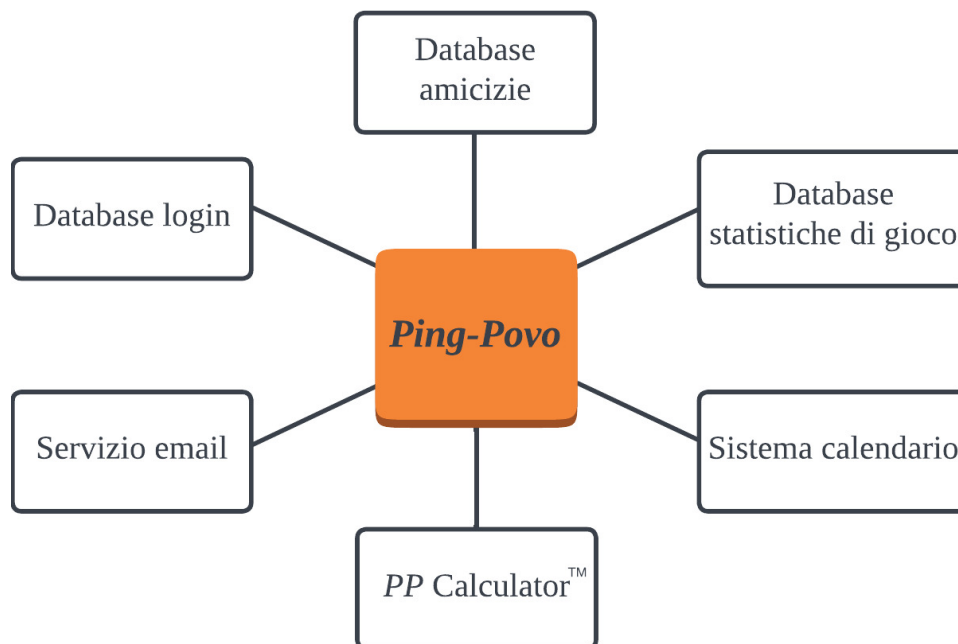 Database
amicizie
Database login
Database
statistiche di gioco
Ping-Povo
Servizio email
Sistema calendario
PP Calculator™